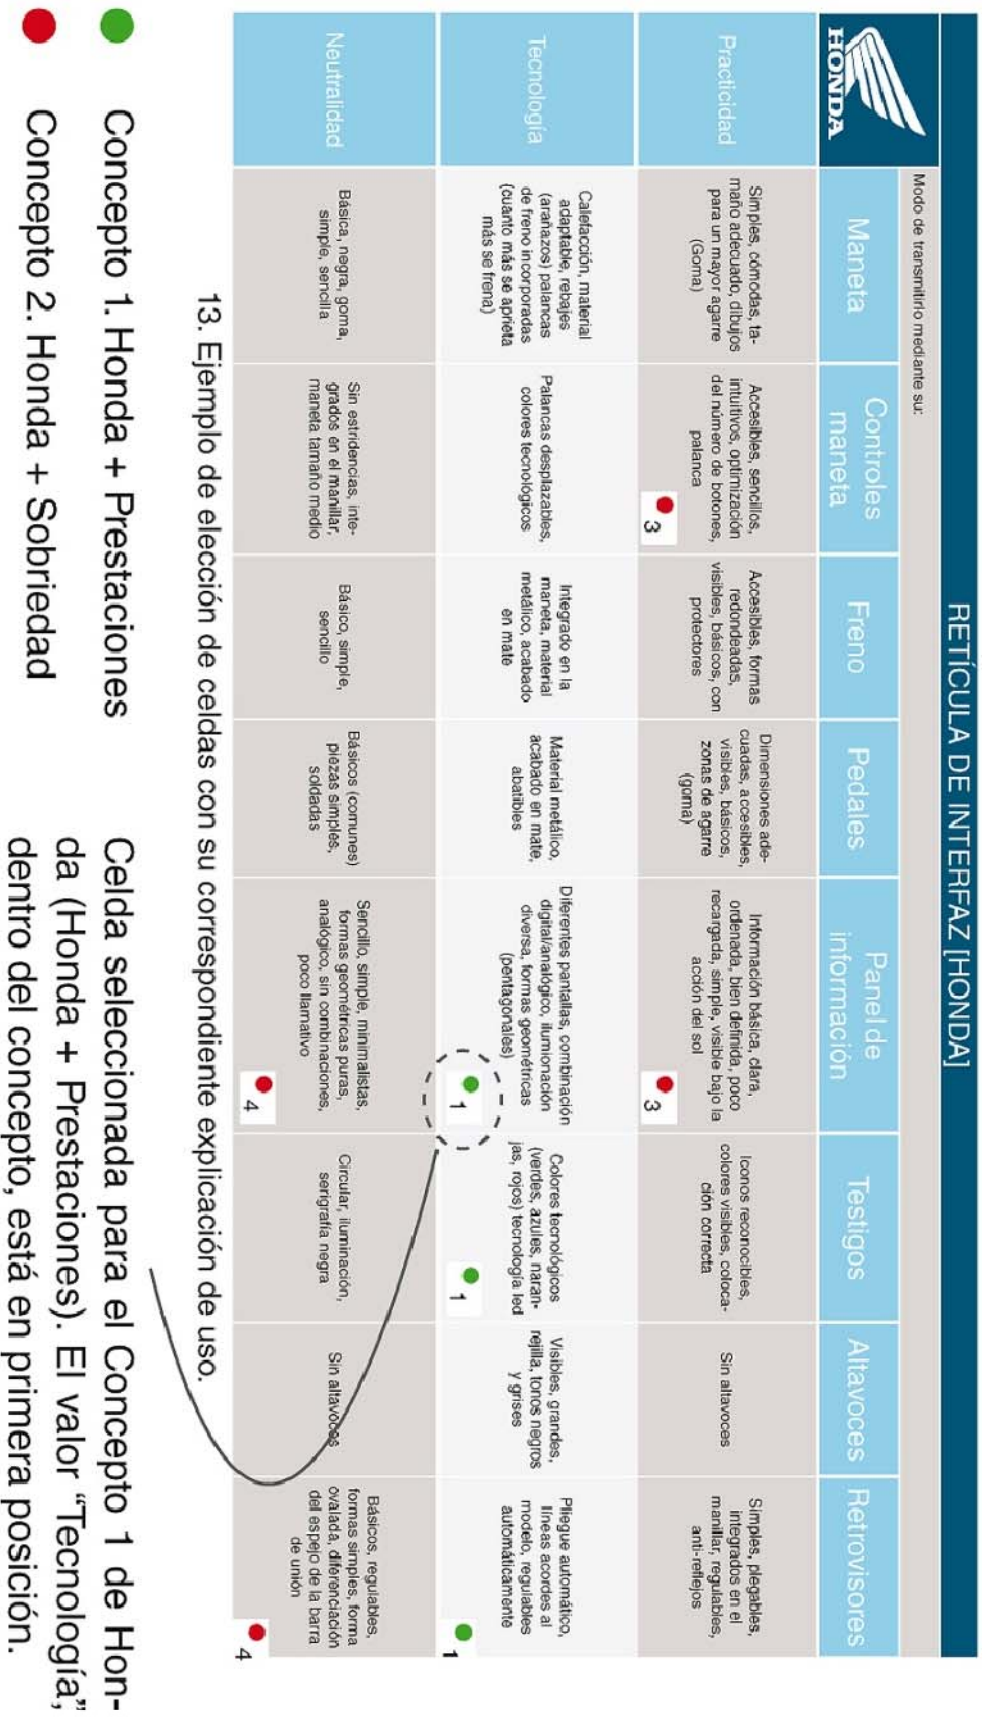 RETÍCULA DE INTERFAZ [HONDA]
HONDA
Modo de transmitirlo mediante su:
Maneta
Controles
maneta
Freno
Pedales
Panel de
información
Testigos
Altavoces
Retrovisores
Practicidad
Simples, cómodas, ta-
maño adecuado, dibujos
para un mayor agarre
(Goma)
Accesibles, sencillos,
intuitivos, optimización
del número de botones,
palanca
3
Accesibles, formas
redondeadas,
visibles, básicos, con
protectores
Dimensiones ade-
cuadas, accesibles,
visibles, básicos,
zonas de agarre
(goma)
Información básica, clara,
ordenada, bien definida, poco
recargada, simple, visible bajo la
acción del sol
3
Iconos reconocibles,
colores visibles, coloca-
ción correcta
Sin altavoces
Simples, plegables,
integrados en el
manillar, regulables,
anti-reflejos
Tecnología
Calefacción, material
adaptable, rebajes
(arañazos) palancas
de freno incorporadas
(cuanto más se aprieta
más se frena)
Palancas desplazables,
colores tecnológicos
Integrado en la
maneta, material
metálico, acabado
en mate
Material metálico,
acabado en mate,
abatibles
Diferentes pantallas, combinación
digital/analógico, ilumionación
diversa, formas geométricas
(pentagonales)
1
Colores tecnológicos
(verdes, azules, naran-
jas, rojos) tecnología led
1
Visibles, grandes,
rejilla, tonos negros
y grises
Pliegue automático,
líneas acordes al
modelo, regulables
automáticamente
1
Neutralidad
Básica, negra, goma,
simple, sencilla
Sin estridencias, inte-
grados en el manillar,
maneta tamaño medio
Básico, simple,
sencillo
Básicos (comunes)
piezas simples,
soldadas
Sencillo, simple, minimalistas,
formas geométricas puras,
analógico, sin combinaciones,
poco llamativo
4
Circular, iluminación,
serigrafía negra
Sin altavoces
Básicos, regulables,
formas simples, forma
ovalada, diferenciación
del espejo de la barra
de unión
4
13. Ejemplo de elección de celdas con su correspondiente explicación de uso.
Concepto 1. Honda + Prestaciones
Concepto 2. Honda + Sobriedad
Celda seleccionada para el Concepto 1 de Hon-
da (Honda + Prestaciones). El valor “Tecnología,”
dentro del concepto, está en primera posición.